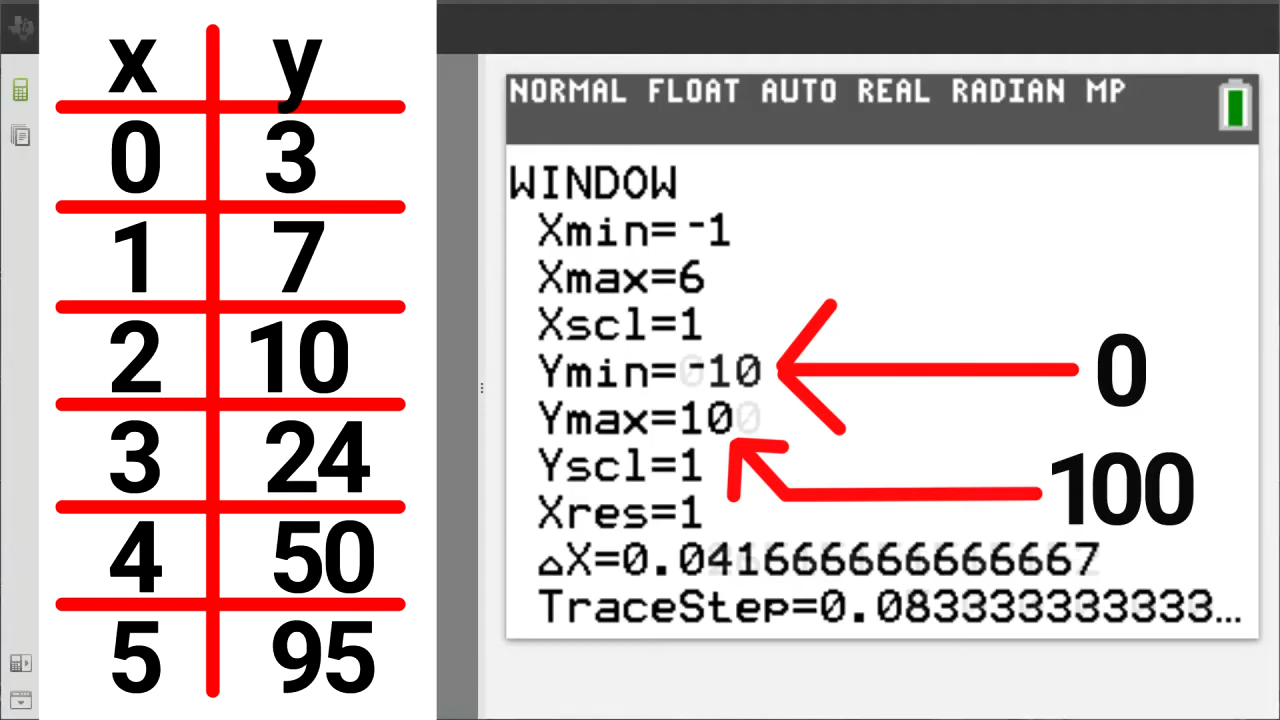 x y
0 3
1 7
2 10
3 24
4 50
5 95
NORMAL FLOAT AUTO REAL RADIAN MP
WINDOW
Xmin=-1
Xmax=6
Xscl=1
Ymin=-10
0
Ymax=10
100
Yscl=1
Xres=1
△X=0.04166666666666­67
TraceStep=0.083333333333...